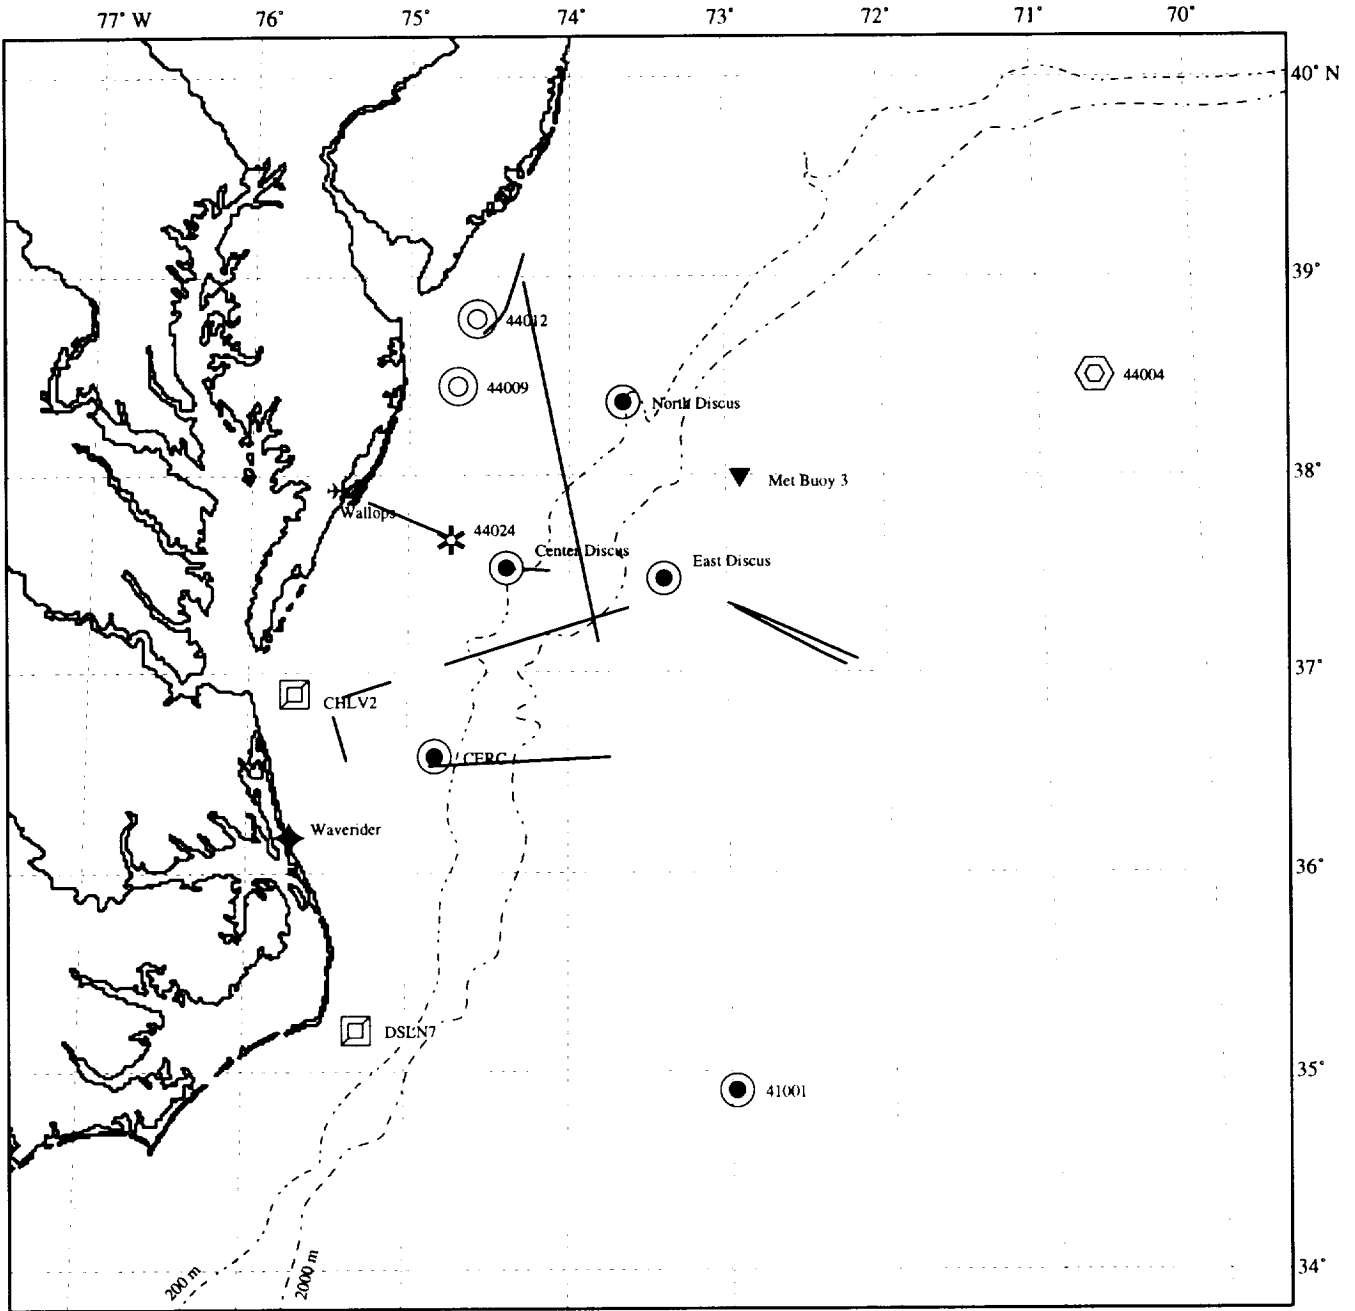 77° W 76° 75° 74° 73° 72° 71° 70°
40° N
39°
44012
44004
44009
North Discus
38°
Met Buoy 3
Wallops
44024
Center Discus
East Discus
37°
CHLV2
CERC
Waverider
36°
DSLN7
35°
41001
34°
200 m
2000 m